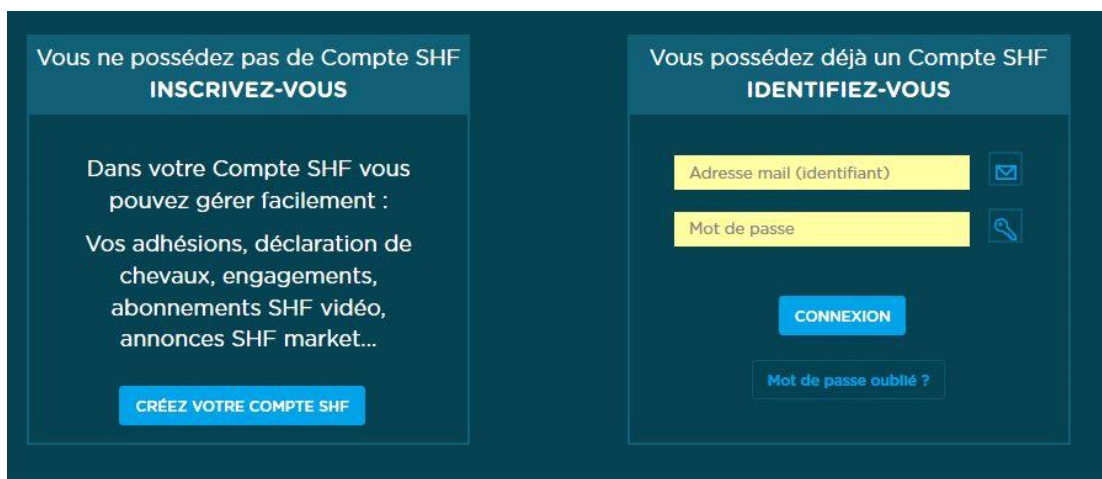 Vous ne possédez pas de Compte SHF
INSCRIVEZ-VOUS
Dans votre Compte SHF vous
pouvez gérer facilement :
Vos adhésions, déclaration de
chevaux, engagements,
abonnements SHF vidéo,
annonces SHF market...
CRÉEZ VOTRE COMPTE SHF
Vous possédez déjà un Compte SHF
IDENTIFIEZ-VOUS
Adresse mail (identifiant)
Mot de passe
CONNEXION
Mot de passe oublié ?